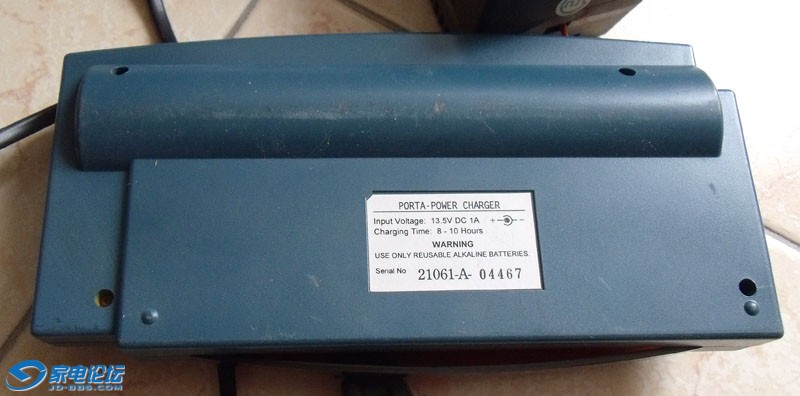 PORTA-POWER CHARGER
Input Voltage: 13.5V DC 1A + -
Charging Time: 8 - 10 Hours
WARNING
USE ONLY REUSABLE ALKALINE BATTERIES.
Serial No 21061-A- 04467
家电论坛
JD-BBS.COM